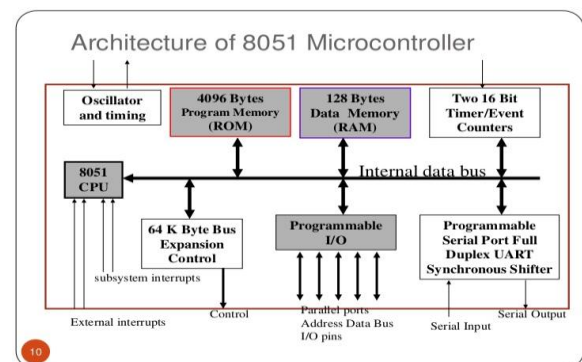 Architecture of 8051 Microcontroller
Oscillator
and timing
4096 Bytes
Program Memory
(ROM)
128 Bytes
Data Memory
(RAM)
Two 16 Bit
Timer/Event
Counters
8051
CPU
Internal data bus
64 K Byte Bus
Expansion
Control
Programmable
I/O
Programmable
Serial Port Full
Duplex UART
Synchronous Shifter
subsystem interrupts
External interrupts
Control
Parallel ports
Address Data Bus
I/O pins
Serial Input
Serial Output
10